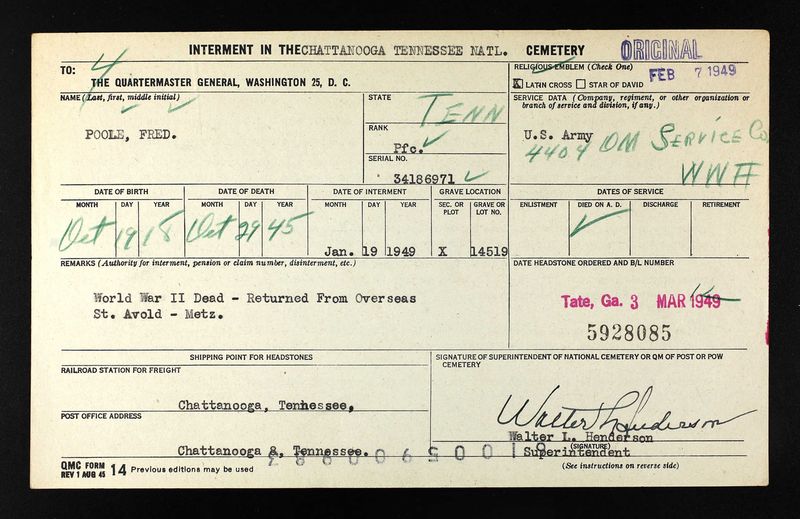 INTERMENT IN THE CHATTANOOGA TENNESSEE NATL. CEMETERY
ORIGINAL
FEB 7 1949
TO:
4
THE QUARTERMASTER GENERAL, WASHINGTON 25, D. C.
RELIGIOUS EMBLEM (Check One)
X LATIN CROSS STAR OF DAVID
NAME (Last, first, middle initial)
POOLE, FRED.
STATE
TENN
RANK
Pfc.
SERIAL NO.
34186971
SERVICE DATA (Company, regiment, or other organization or
branch of service and division, if any.)
U.S. Army
4404 QM SERVICE Co
WW II
DATE OF BIRTH
MONTH DAY YEAR
Oct 19 18
DATE OF DEATH
MONTH DAY YEAR
Oct 29 45
DATE OF INTERMENT
MONTH DAY YEAR
Jan. 19 1949
GRAVE LOCATION
SEC. OR PLOT GRAVE OR LOT NO.
X 14519
DATES OF SERVICE
ENLISTMENT DIED ON A. D. DISCHARGE RETIREMENT
REMARKS (Authority for interment, pension or claim number, disinterment, etc.)
World War II Dead - Returned From Overseas
St. Avold - Metz.
DATE HEADSTONE ORDERED AND B/L NUMBER
Tate, Ga. 3 MAR 1949
5928085
SHIPPING POINT FOR HEADSTONES
RAILROAD STATION FOR FREIGHT
Chattanooga, Tennessee,
POST OFFICE ADDRESS
Chattanooga 8, Tennessee.
SIGNATURE OF SUPERINTENDENT OF NATIONAL CEMETERY OR QM OF POST OR POW
CEMETERY
Walter L Henderson
Walter L. Henderson
(SIGNATURE)
Superintendent
(See instructions on reverse side)
QMC FORM
REV 1 AUG 45 14 Previous editions may be used